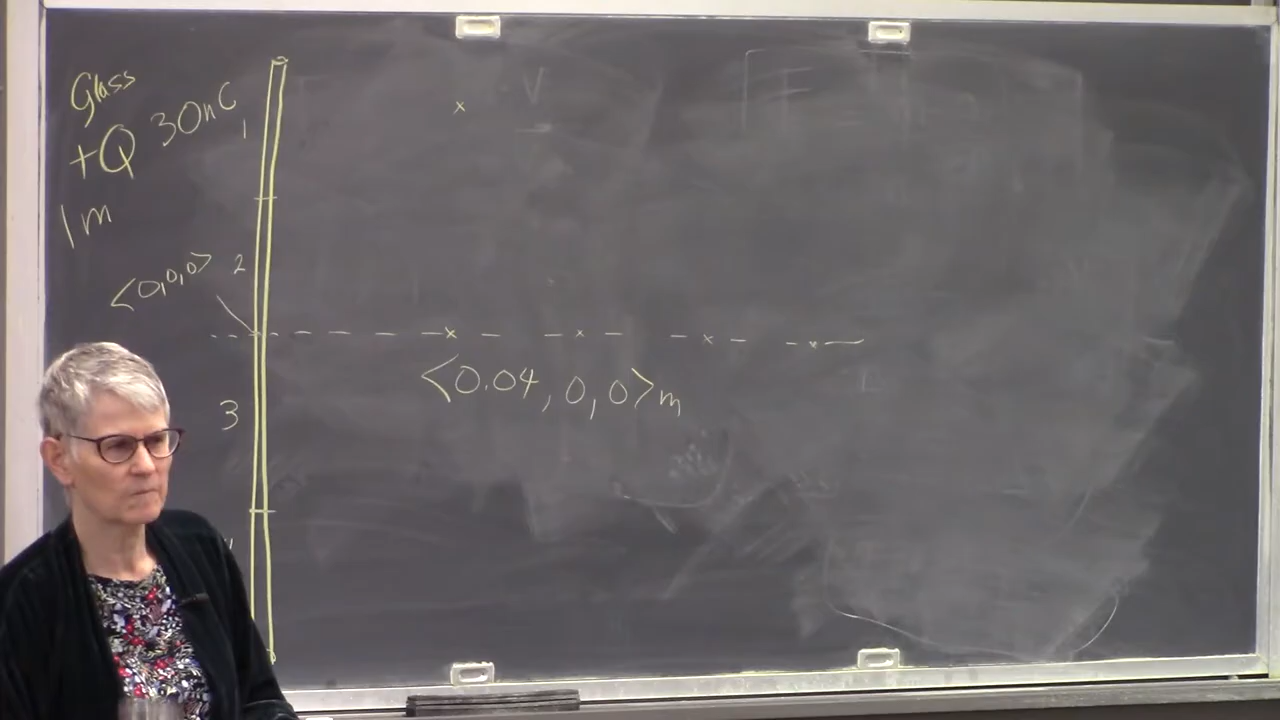 Glass
+Q 30nC
1
1m
<0,0,0> 2
<0.04, 0, 0>m
3